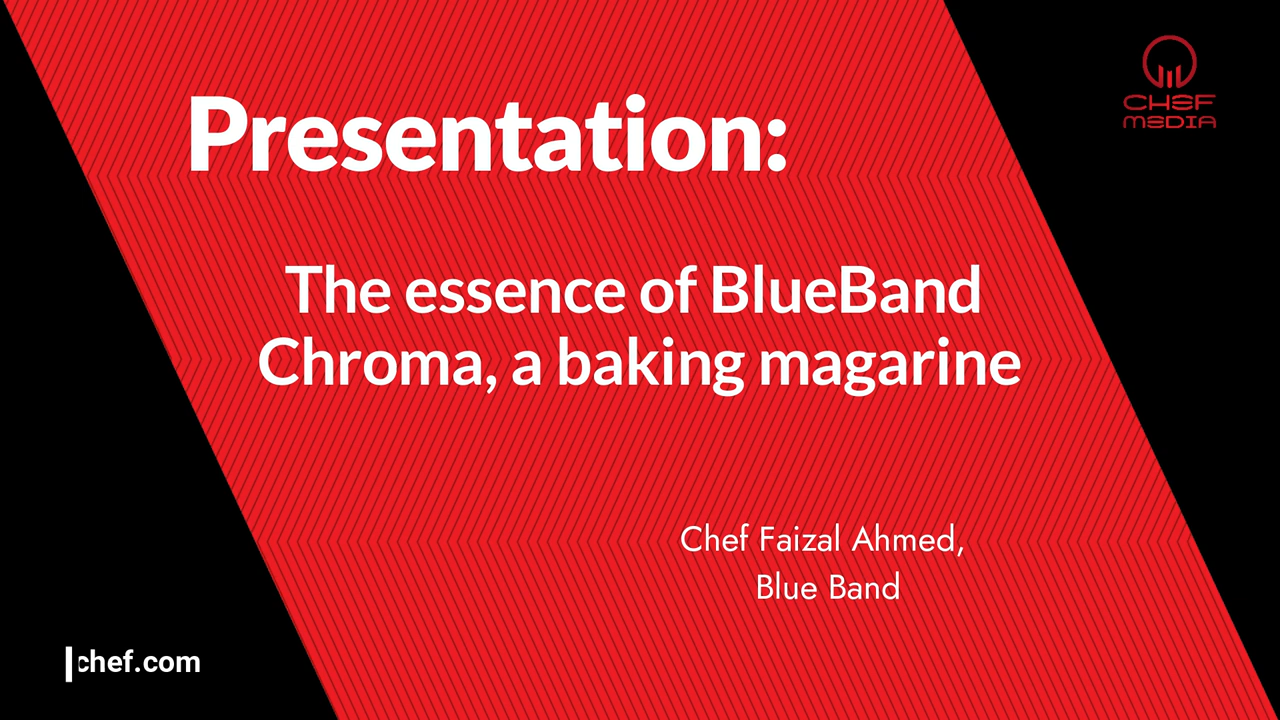 CHEF
MEDIA
Presentation:
The essence of BlueBand
Chroma, a baking magarine
Chef Faizal Ahmed,
Blue Band
chef.com